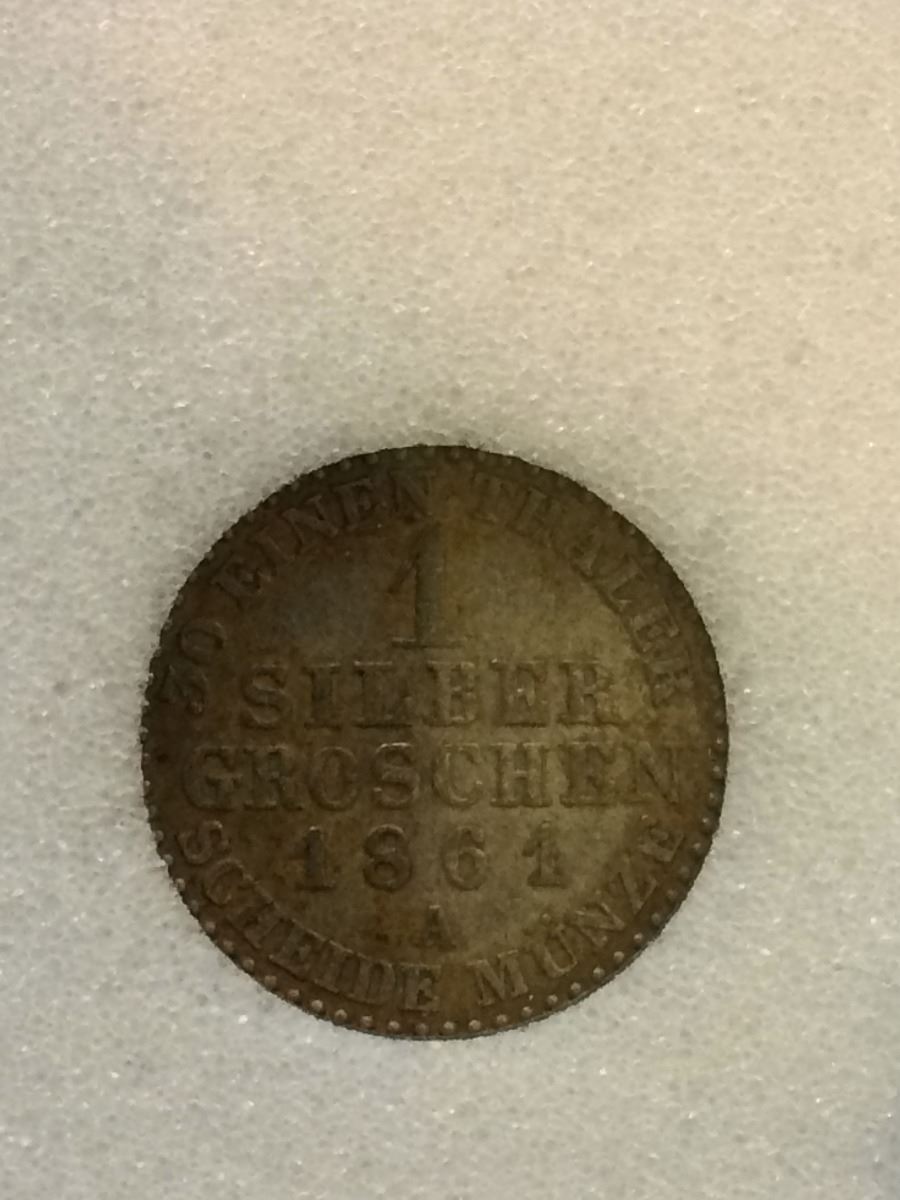 30 EINEN THALER
1
SILBER
GROSCHEN
1861
A
SCHEIDE MÜNZE